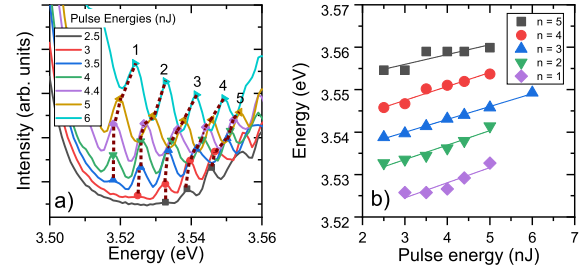 Pulse Energies (nJ)
2.5
3
3.5
4
4.4
5
6
1
2
3
4
5
a)
Intensity (arb. units)
3.50
3.52
3.54
3.56
Energy (eV)
n = 5
n = 4
n = 3
n = 2
n = 1
b)
Energy (eV)
3.57
3.56
3.55
3.54
3.53
3.52
2
3
4
5
6
7
Pulse energy (nJ)